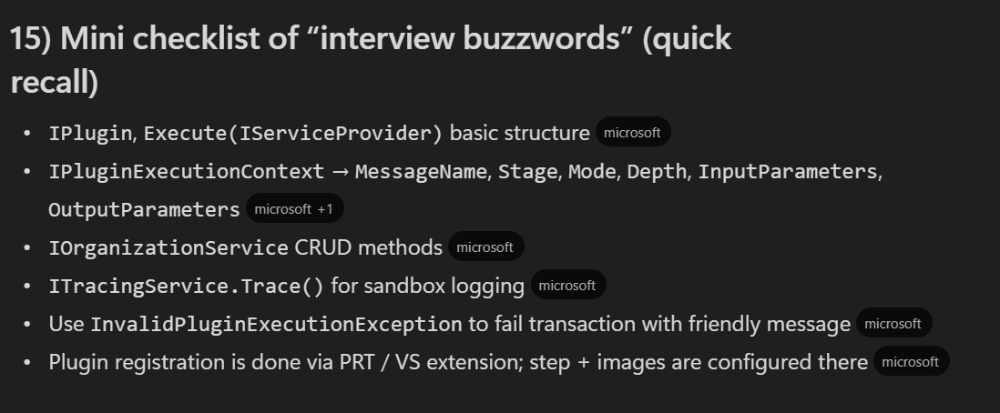 15) Mini checklist of “interview buzzwords” (quick
recall)
• IPlugin, Execute(IServiceProvider) basic structure microsoft
• IPluginExecutionContext → MessageName, Stage, Mode, Depth, InputParameters,
OutputParameters microsoft +1
• IOrganizationService CRUD methods microsoft
• ITracingService.Trace() for sandbox logging microsoft
• Use InvalidPluginExecutionException to fail transaction with friendly message microsoft
• Plugin registration is done via PRT / VS extension; step + images are configured there microsoft